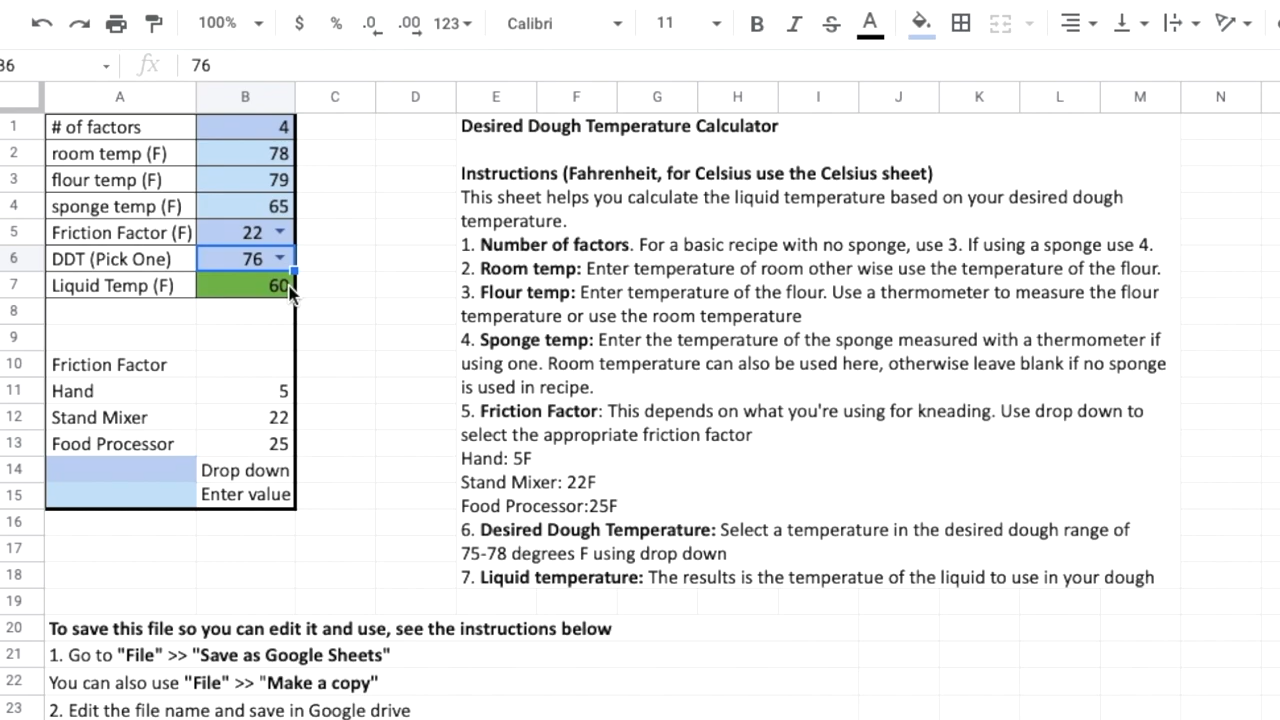 100% $ % .0 .00 123 Calibri 11 B I S A
36 fx 76
A B C D E F G H I J K L M N
1 # of factors 4 Desired Dough Temperature Calculator
2 room temp (F) 78
3 flour temp (F) 79 Instructions (Fahrenheit, for Celsius use the Celsius sheet)
4 sponge temp (F) 65 This sheet helps you calculate the liquid temperature based on your desired dough
temperature.
5 Friction Factor (F) 22 1. Number of factors. For a basic recipe with no sponge, use 3. If using a sponge use 4.
6 DDT (Pick One) 76 2. Room temp: Enter temperature of room other wise use the temperature of the flour.
7 Liquid Temp (F) 60 3. Flour temp: Enter temperature of the flour. Use a thermometer to measure the flour
8 temperature or use the room temperature
9 4. Sponge temp: Enter the temperature of the sponge measured with a thermometer if
10 Friction Factor using one. Room temperature can also be used here, otherwise leave blank if no sponge
11 Hand 5 is used in recipe.
12 Stand Mixer 22 5. Friction Factor: This depends on what you're using for kneading. Use drop down to
13 Food Processor 25 select the appropriate friction factor
Hand: 5F
14 Drop down Stand Mixer: 22F
15 Enter value Food Processor:25F
16 6. Desired Dough Temperature: Select a temperature in the desired dough range of
17 75-78 degrees F using drop down
18 7. Liquid temperature: The results is the temperatue of the liquid to use in your dough
19
20 To save this file so you can edit it and use, see the instructions below
21 1. Go to "File" >> "Save as Google Sheets"
22 You can also use "File" >> "Make a copy"
23 2. Edit the file name and save in Google drive